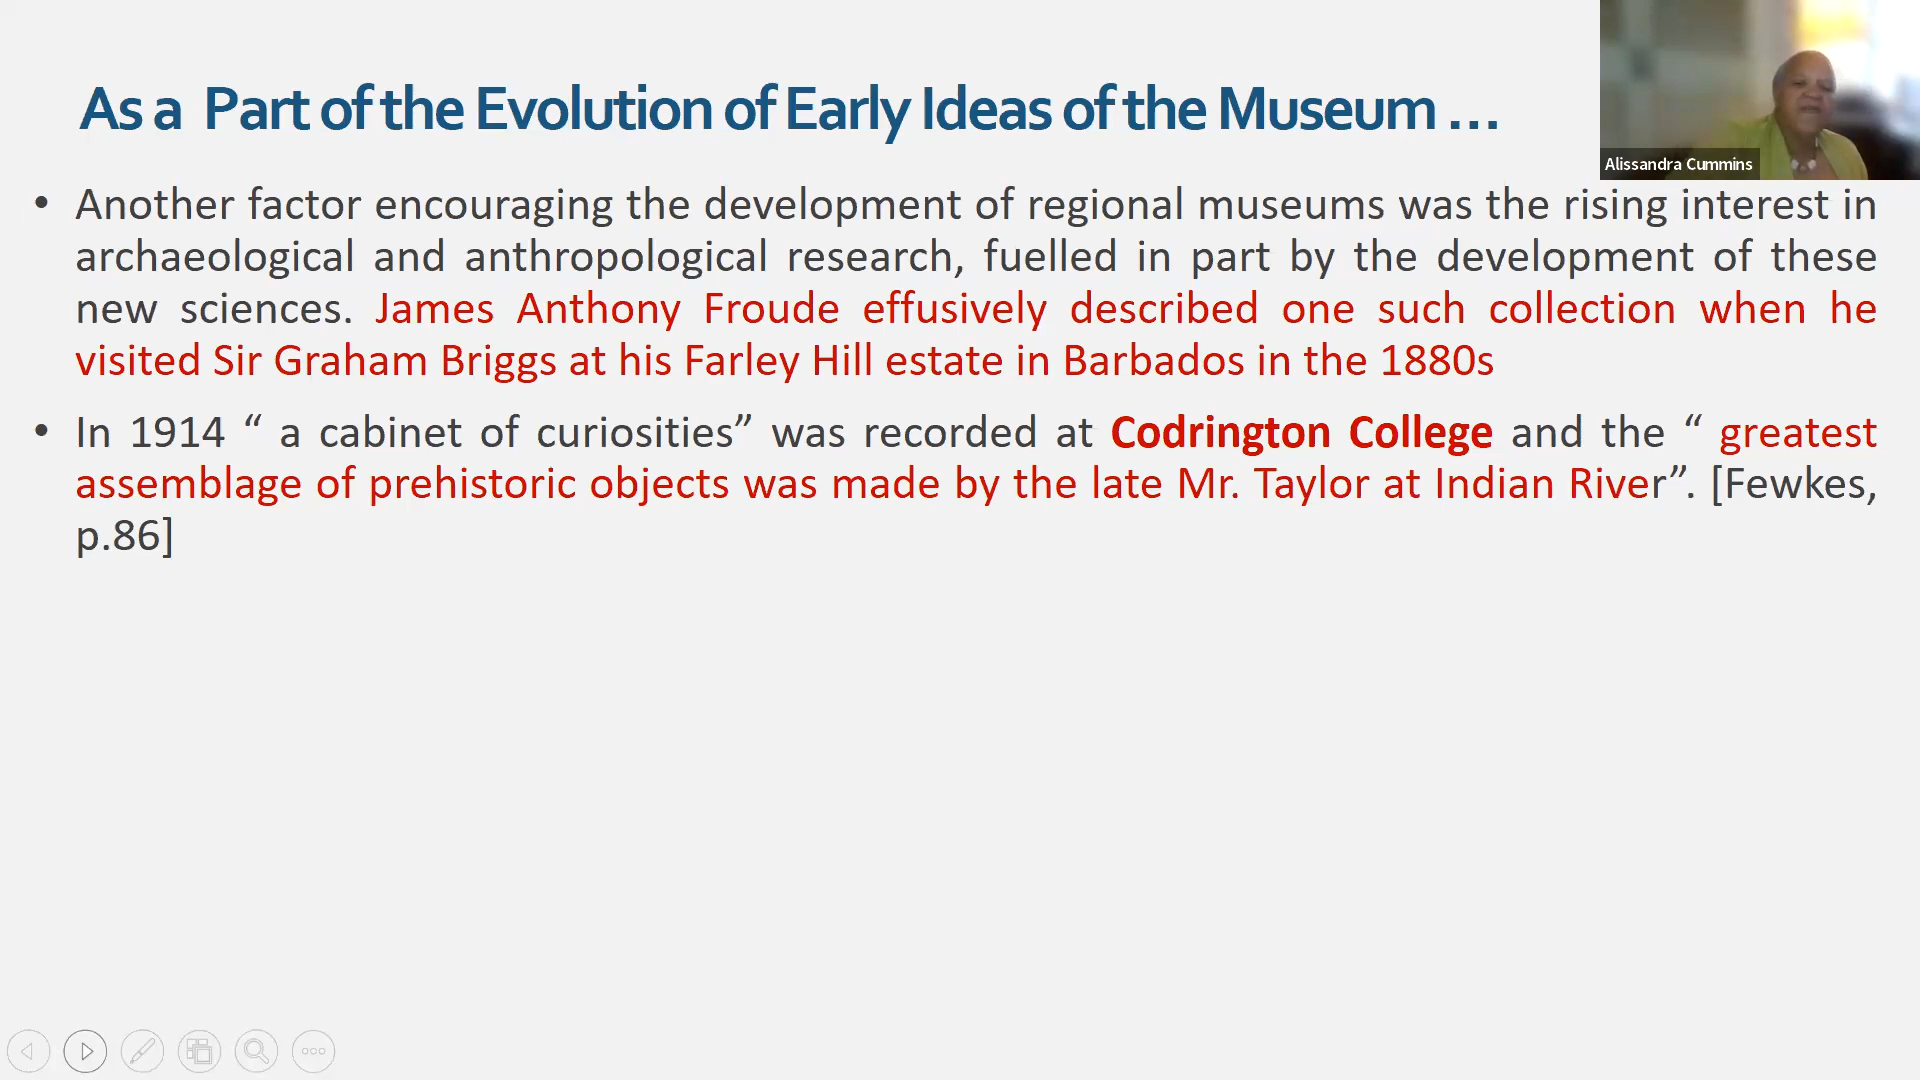 As a Part of the Evolution of Early Ideas of the Museum ...
Alissandra Cummins
• Another factor encouraging the development of regional museums was the rising interest in
archaeological and anthropological research, fuelled in part by the development of these
new sciences. James Anthony Froude effusively described one such collection when he
visited Sir Graham Briggs at his Farley Hill estate in Barbados in the 1880s
• In 1914 “ a cabinet of curiosities” was recorded at Codrington College and the “ greatest
assemblage of prehistoric objects was made by the late Mr. Taylor at Indian River”. [Fewkes,
p.86]